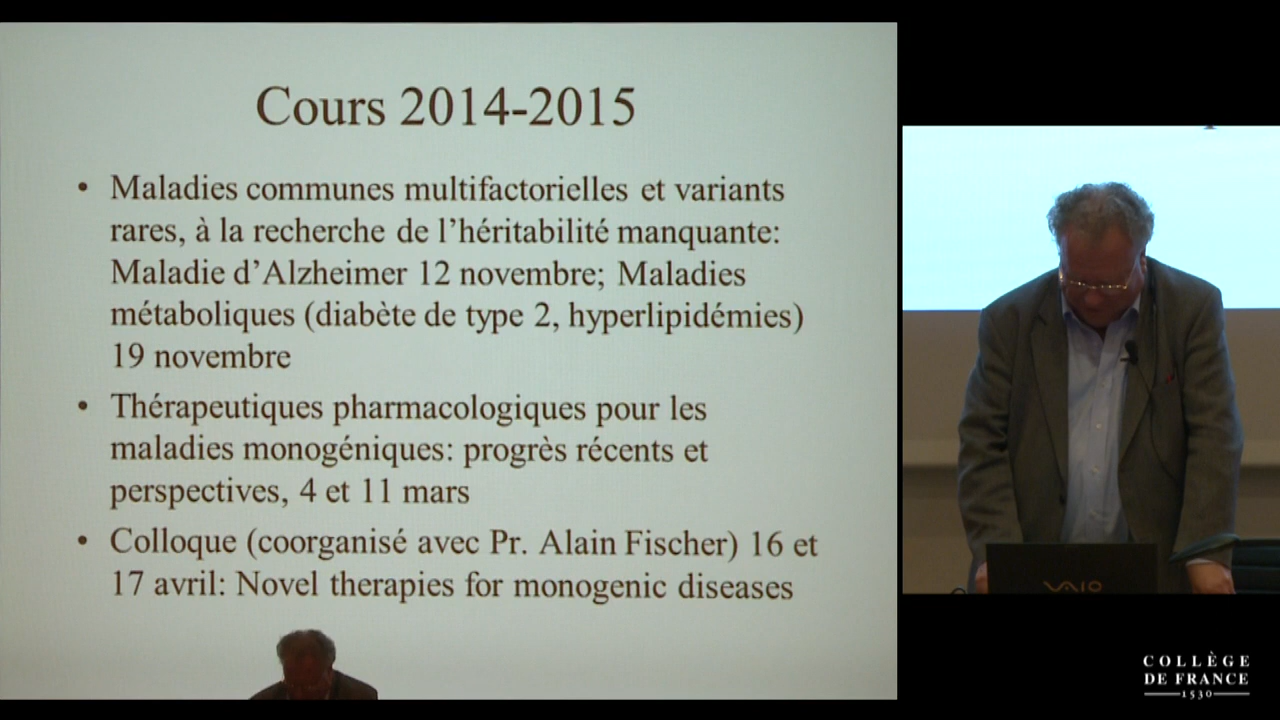 Cours 2014-2015
• Maladies communes multifactorielles et variants
rares, à la recherche de l’héritabilité manquante:
Maladie d’Alzheimer 12 novembre; Maladies
métaboliques (diabète de type 2, hyperlipidémies)
19 novembre
• Thérapeutiques pharmacologiques pour les
maladies monogéniques: progrès récents et
perspectives, 4 et 11 mars
• Colloque (coorganisé avec Pr. Alain Fischer) 16 et
17 avril: Novel therapies for monogenic diseases
VAIO
COLLÈGE
DE FRANCE
1530